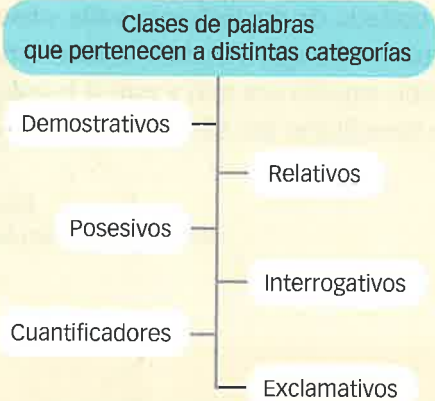 Clases de palabras
que pertenecen a distintas categorías
Demostrativos
Relativos
Posesivos
Interrogativos
Cuantificadores
Exclamativos